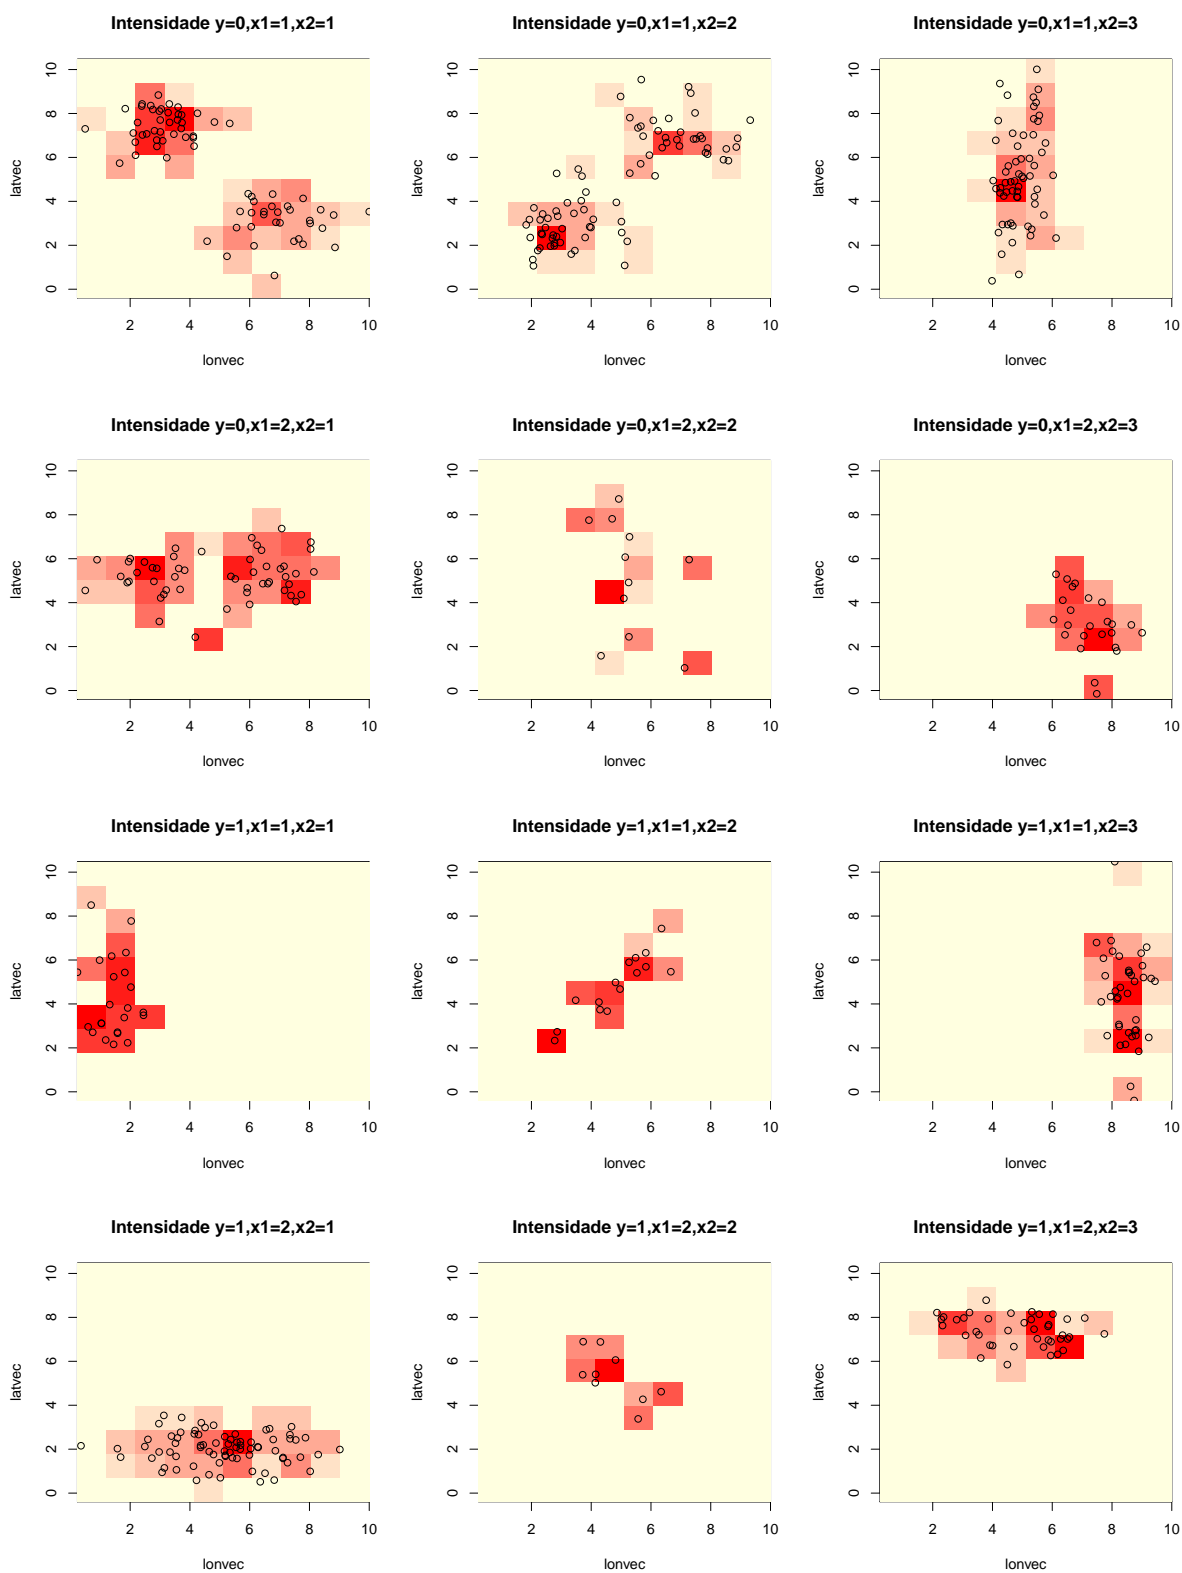 Intensidade y=0,x1=1,x2=1
Intensidade y=0,x1=1,x2=2
Intensidade y=0,x1=1,x2=3
latvec
0 2 4 6 8 10
2 4 6 8 10
lonvec
latvec
0 2 4 6 8 10
2 4 6 8 10
lonvec
latvec
0 2 4 6 8 10
2 4 6 8 10
lonvec
Intensidade y=0,x1=2,x2=1
Intensidade y=0,x1=2,x2=2
Intensidade y=0,x1=2,x2=3
latvec
0 2 4 6 8 10
2 4 6 8 10
lonvec
latvec
0 2 4 6 8 10
2 4 6 8 10
lonvec
latvec
0 2 4 6 8 10
2 4 6 8 10
lonvec
Intensidade y=1,x1=1,x2=1
Intensidade y=1,x1=1,x2=2
Intensidade y=1,x1=1,x2=3
latvec
0 2 4 6 8 10
2 4 6 8 10
lonvec
latvec
0 2 4 6 8 10
2 4 6 8 10
lonvec
latvec
0 2 4 6 8 10
2 4 6 8 10
lonvec
Intensidade y=1,x1=2,x2=1
Intensidade y=1,x1=2,x2=2
Intensidade y=1,x1=2,x2=3
latvec
0 2 4 6 8 10
2 4 6 8 10
lonvec
latvec
0 2 4 6 8 10
2 4 6 8 10
lonvec
latvec
0 2 4 6 8 10
2 4 6 8 10
lonvec